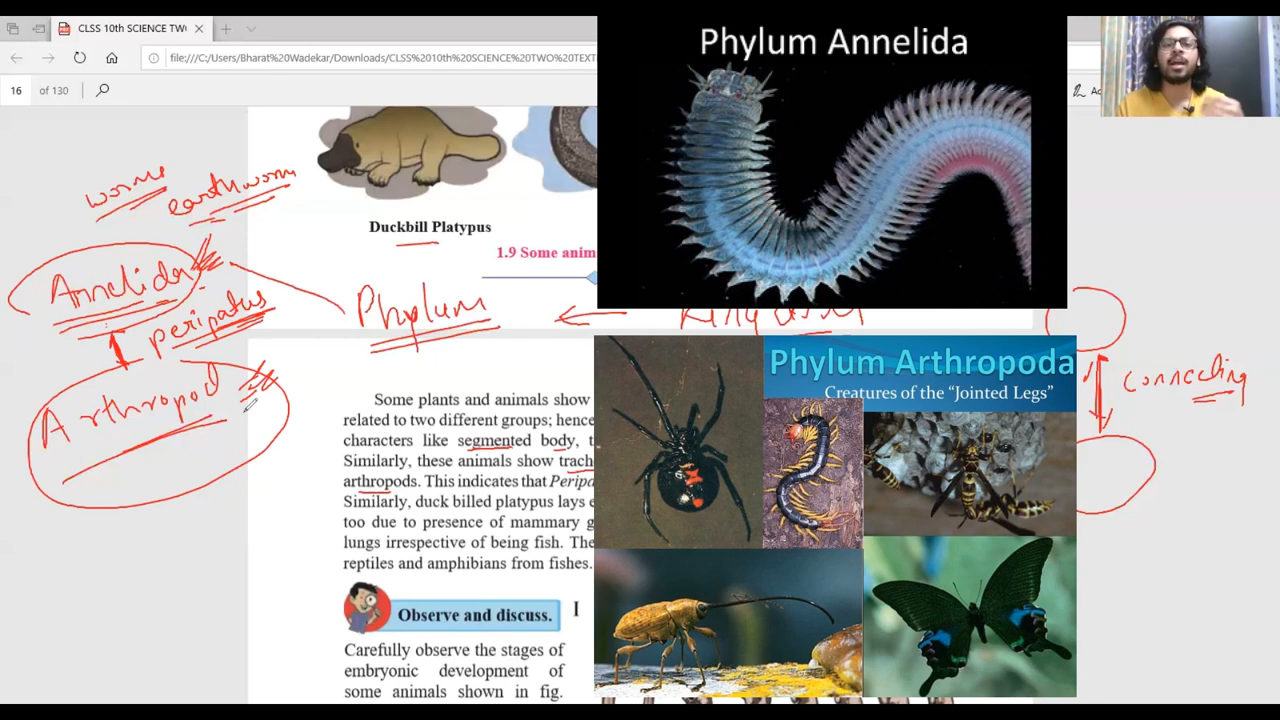 CLSS 10th SCIENCE TWO
file:///C:/Users/Bharat%20Wadekar/Downloads/CLSS%2010th%20SCIENCE%20TWO%20TEXT
16 of 130
Phylum Annelida
worms
earthworm
Duckbill Platypus
1.9 Some anim
Annelida
peripatus
Phylum
Arthropod
connecting
Phylum Arthropoda
Creatures of the "Jointed Legs"
Some plants and animals show
related to two different groups; hence
characters like segmented body, t
Similarly, these animals show trach
arthropods. This indicates that Peripa
Similarly, duck billed platypus lays e
too due to presence of mammary g
lungs irrespective of being fish. The
reptiles and amphibians from fishes.
Observe and discuss.
Carefully observe the stages of
embryonic development of
some animals shown in fig.